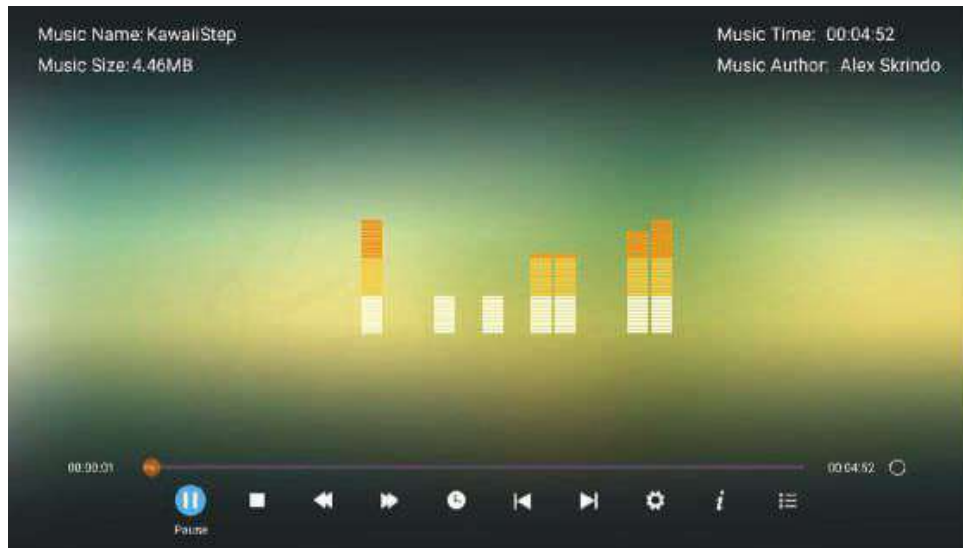 Music Name: KawaiiStep
Music Size: 4.46MB
Music Time: 00:04:52
Music Author: Alex Skrindo
00:00:01
00:04:52
Pause